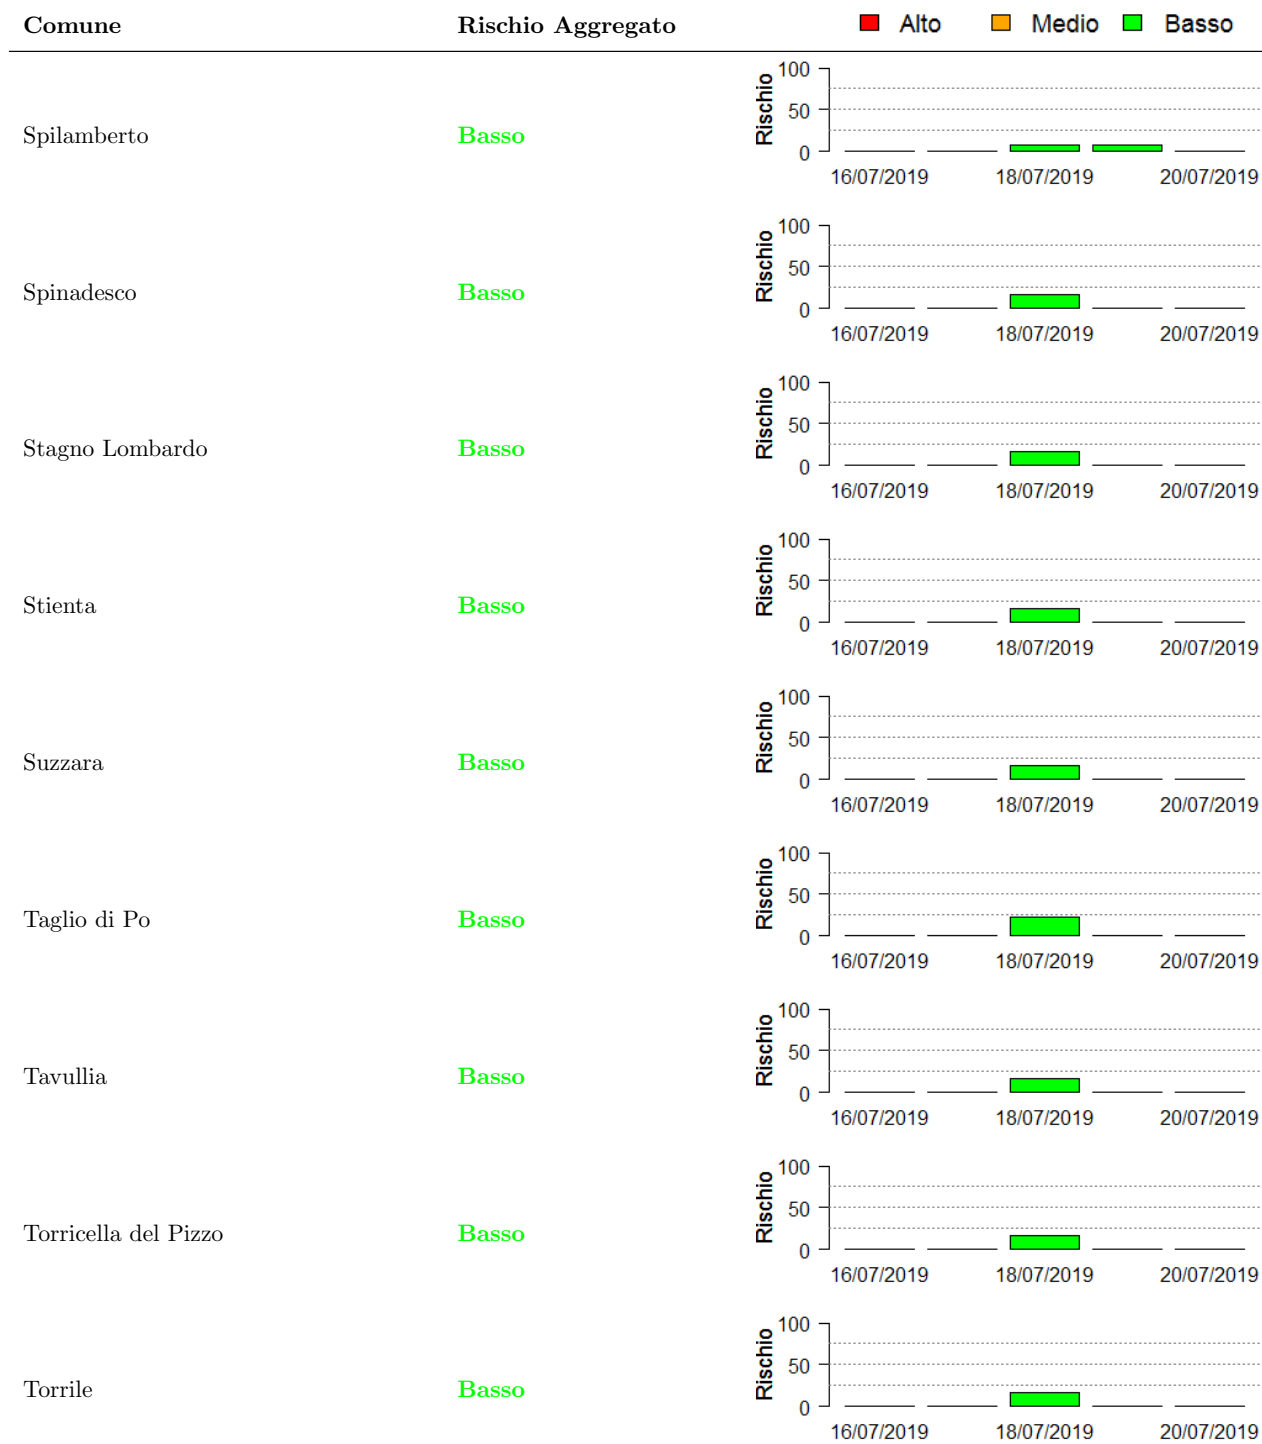 Comune Rischio Aggregato Alto Medio Basso
Spilamberto Basso Rischio 100 50 0
16/07/2019 18/07/2019 20/07/2019
Spinadesco Basso Rischio 100 50 0
16/07/2019 18/07/2019 20/07/2019
Stagno Lombardo Basso Rischio 100 50 0
16/07/2019 18/07/2019 20/07/2019
Stienta Basso Rischio 100 50 0
16/07/2019 18/07/2019 20/07/2019
Suzzara Basso Rischio 100 50 0
16/07/2019 18/07/2019 20/07/2019
Taglio di Po Basso Rischio 100 50 0
16/07/2019 18/07/2019 20/07/2019
Tavullia Basso Rischio 100 50 0
16/07/2019 18/07/2019 20/07/2019
Torricella del Pizzo Basso Rischio 100 50 0
16/07/2019 18/07/2019 20/07/2019
Torrile Basso Rischio 100 50 0
16/07/2019 18/07/2019 20/07/2019